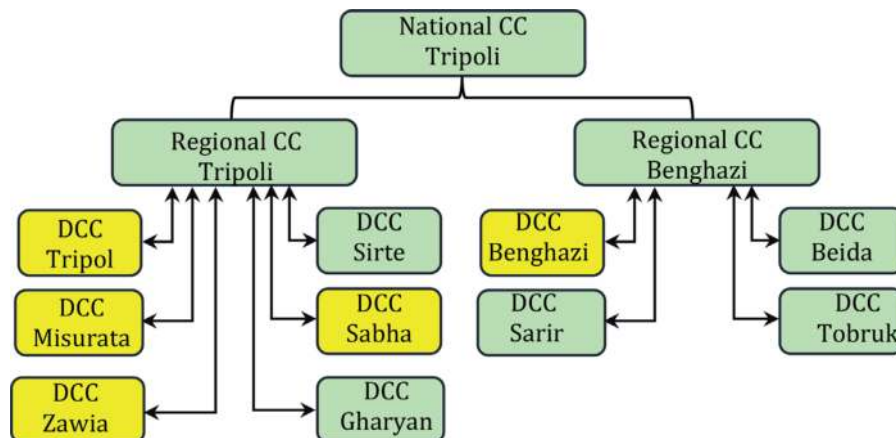 National CC
Tripoli
Regional CC
Tripoli
Regional CC
Benghazi
DCC
Tripol
DCC
Sirte
DCC
Benghazi
DCC
Beida
DCC
Misurata
DCC
Sabha
DCC
Sarir
DCC
Tobruk
DCC
Zawia
DCC
Gharyan